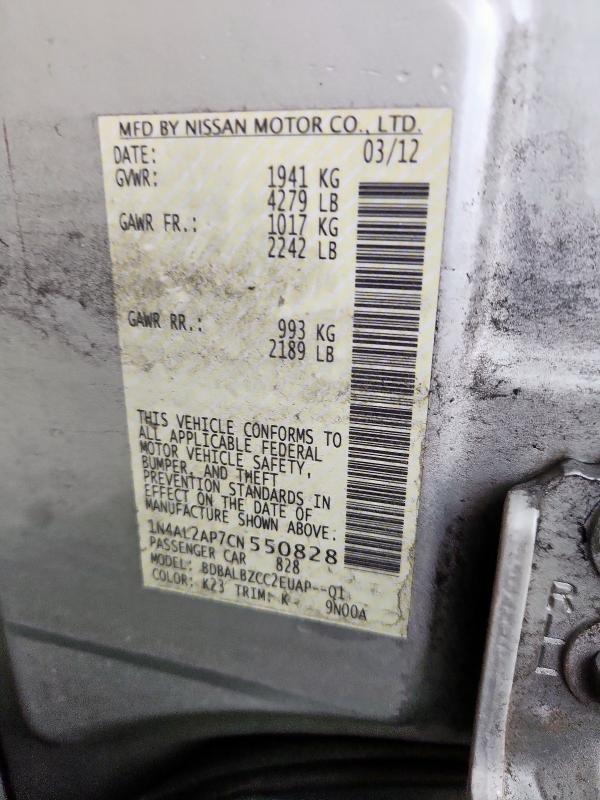 MFD BY NISSAN MOTOR CO., LTD.
DATE: 03/12
GVWR: 1941 KG
4279 LB
GAWR FR.: 1017 KG
2242 LB
GAWR RR.: 993 KG
2189 LB
THIS VEHICLE CONFORMS TO
ALL APPLICABLE FEDERAL
MOTOR VEHICLE SAFETY,
BUMPER, AND THEFT
PREVENTION STANDARDS IN
EFFECT ON THE DATE OF
MANUFACTURE SHOWN ABOVE.
1N4AL2AP7CN550828
PASSENGER CAR 828
MODEL: BDBALBZCC2EUAP--Q1
COLOR: K23 TRIM: K 9N00A